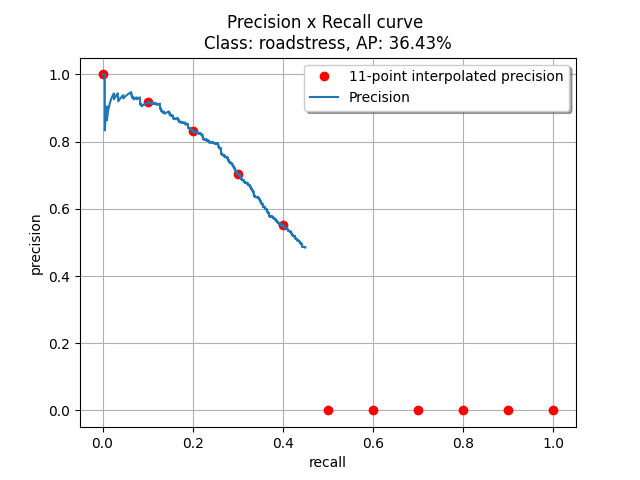 Precision x Recall curve
Class: roadstress, AP: 36.43%
11-point interpolated precision
Precision
1.0
0.8
0.6
0.4
0.2
0.0
precision
0.0 0.2 0.4 0.6 0.8 1.0
recall